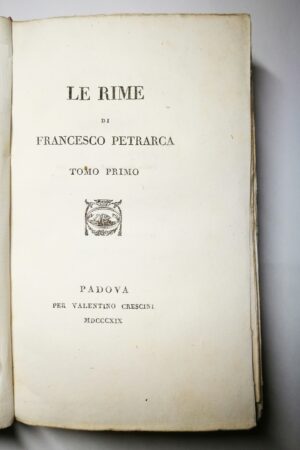 LE RIME
DI
FRANCESCO PETRARCA
TOMO PRIMO
PADOVA
PER VALENTINO CRESCINI
MDCCCXIX